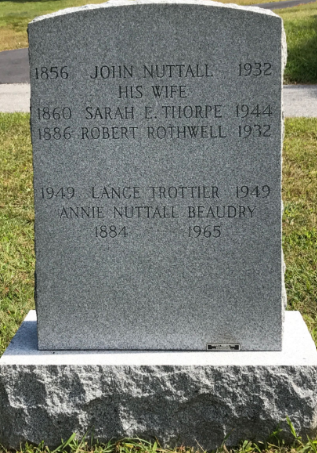 1856 JOHN NUTTALL 1932
HIS WIFE
1860 SARAH E. THORPE 1944
1886 ROBERT ROTHWELL 1932
1949 LANCE TROTTIER 1949
ANNIE NUTTALL BEAUDRY
1884 1965